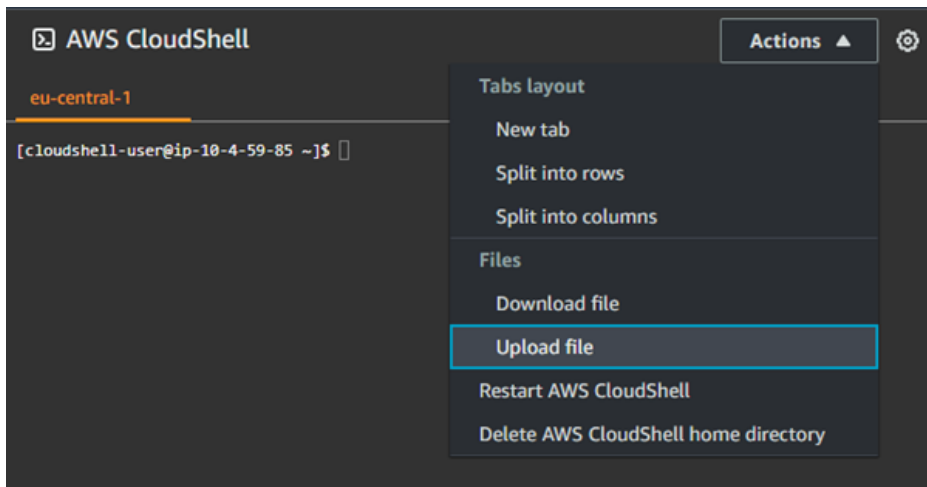 AWS CloudShell
Actions ▲
eu-central-1
[cloudshell-user@ip-10-4-59-85 ~]$
Tabs layout
New tab
Split into rows
Split into columns
Files
Download file
Upload file
Restart AWS CloudShell
Delete AWS CloudShell home directory